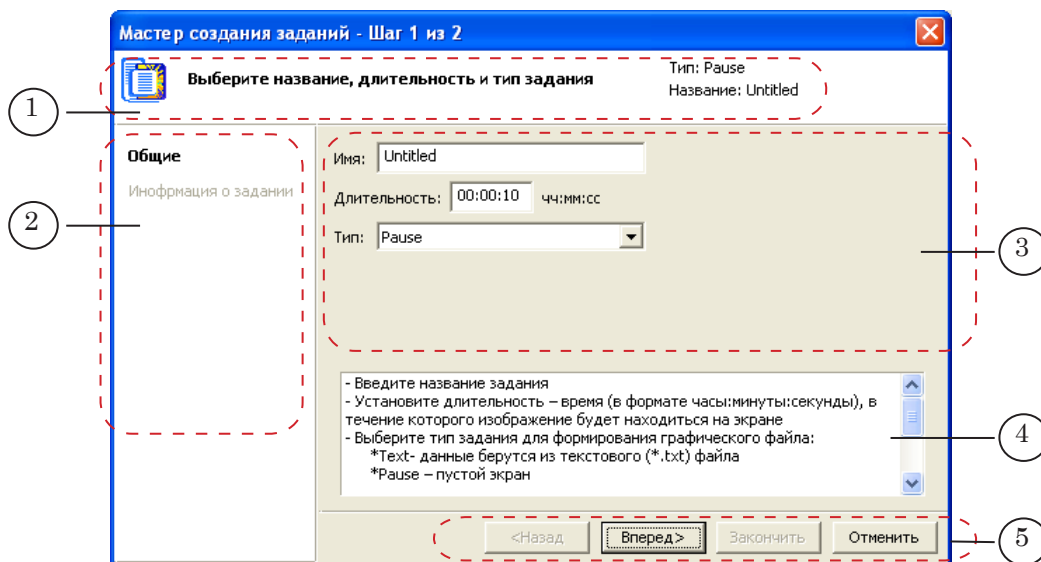 Мастер создания заданий - Шаг 1 из 2
Выберите название, длительность и тип задания
Тип: Pause
Название: Untitled
1
Общие
Инофрмация о задании
2
Имя: Untitled
Длительность: 00:00:10 чч:мм:сс
Тип: Pause
3
- Введите название задания
- Установите длительность – время (в формате часы:минуты:секунды), в
течение которого изображение будет находиться на экране
- Выберите тип задания для формирования графического файла:
*Text- данные берутся из текстового (*.txt) файла
*Pause – пустой экран
4
<Назад Вперед> Закончить Отменить
5